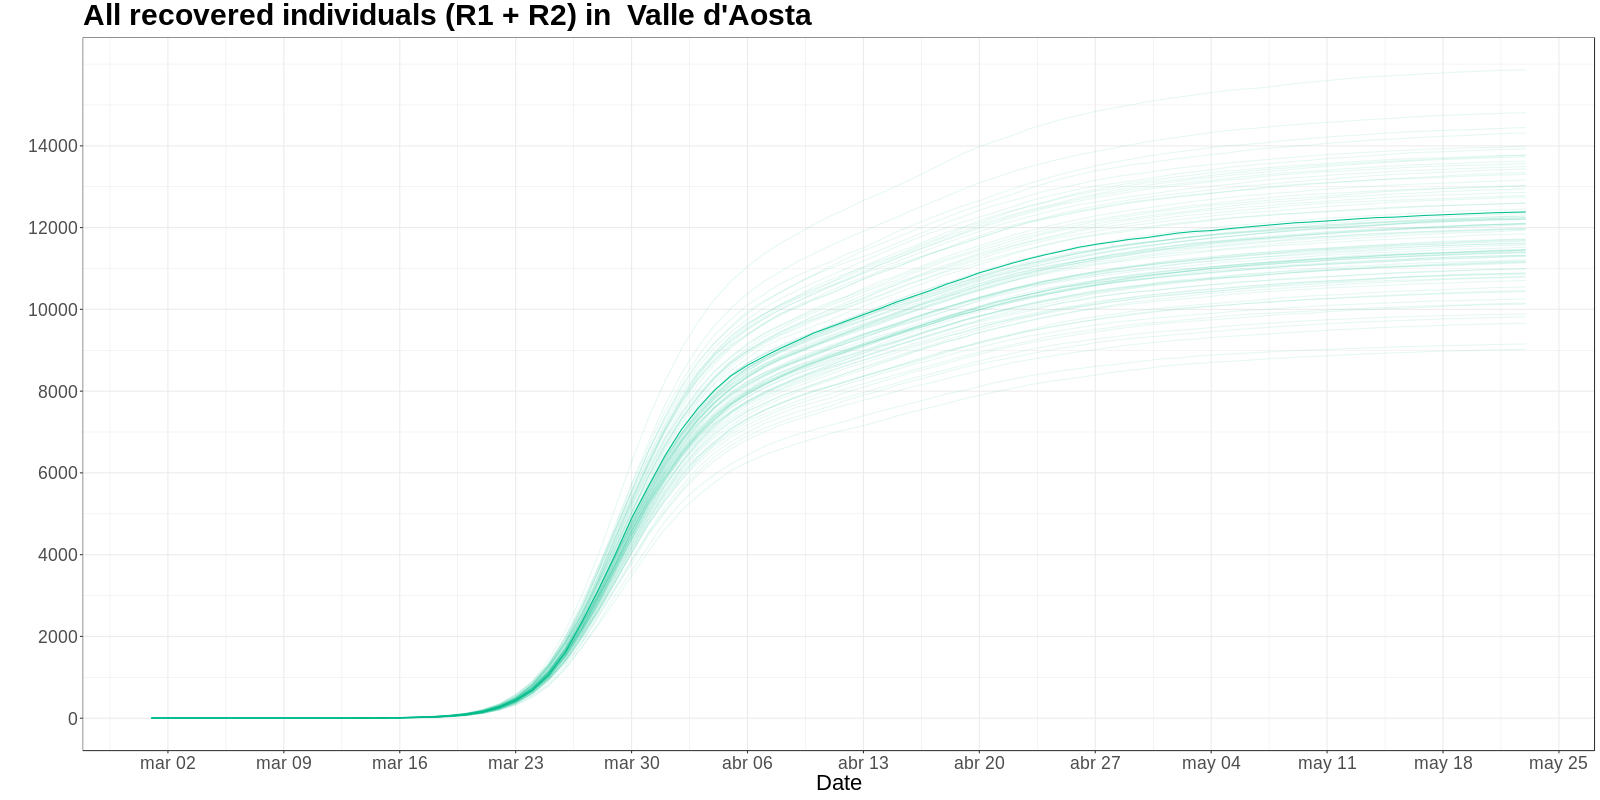 All recovered individuals (R1 + R2) in  Valle d'Aosta
14000
12000
10000
8000
6000
4000
2000
0
mar 02 mar 09 mar 16 mar 23 mar 30 abr 06 abr 13 abr 20 abr 27 may 04 may 11 may 18 may 25
Date